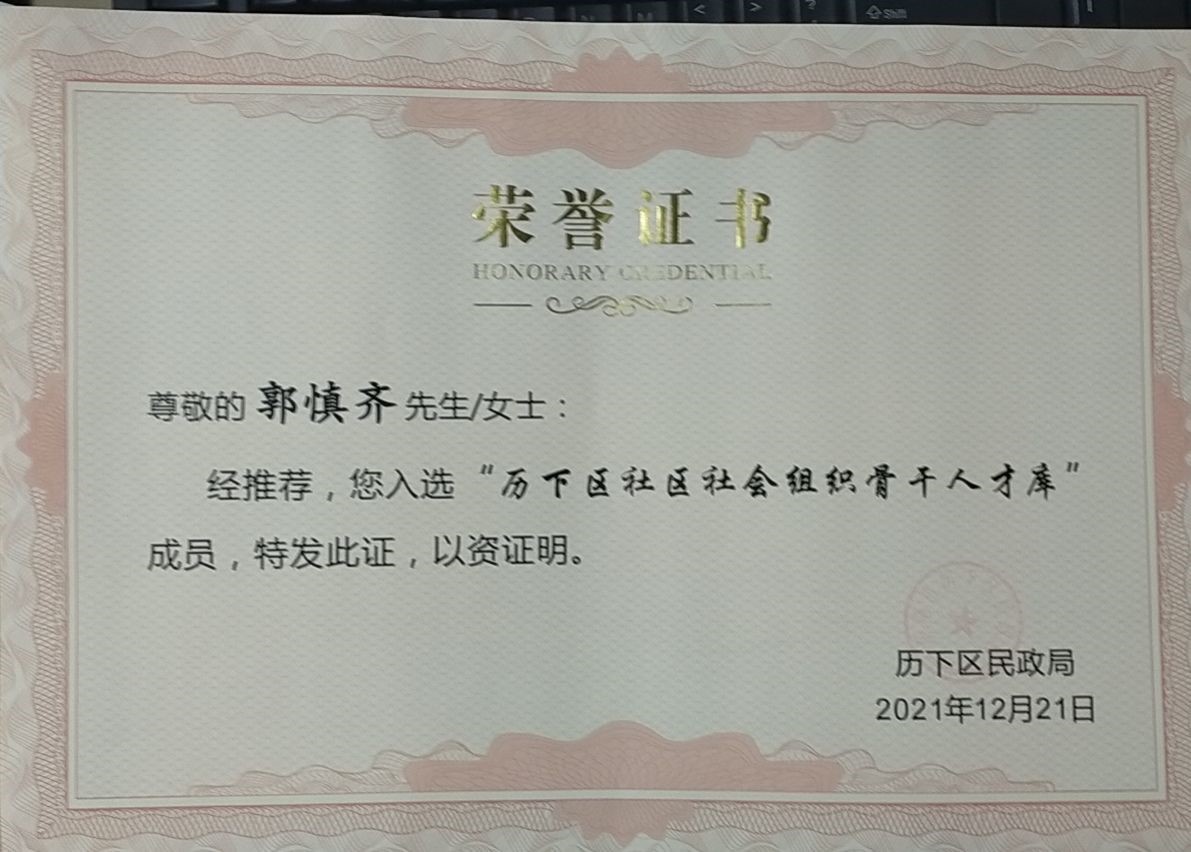 Shift
荣誉证书
HONORARY CREDENTIAL
尊敬的 郭慎齐 先生/女士：
经推荐，您入选“历下区社区社会组织骨干人才库”
成员，特发此证，以资证明。
历下区民政局
2021年12月21日